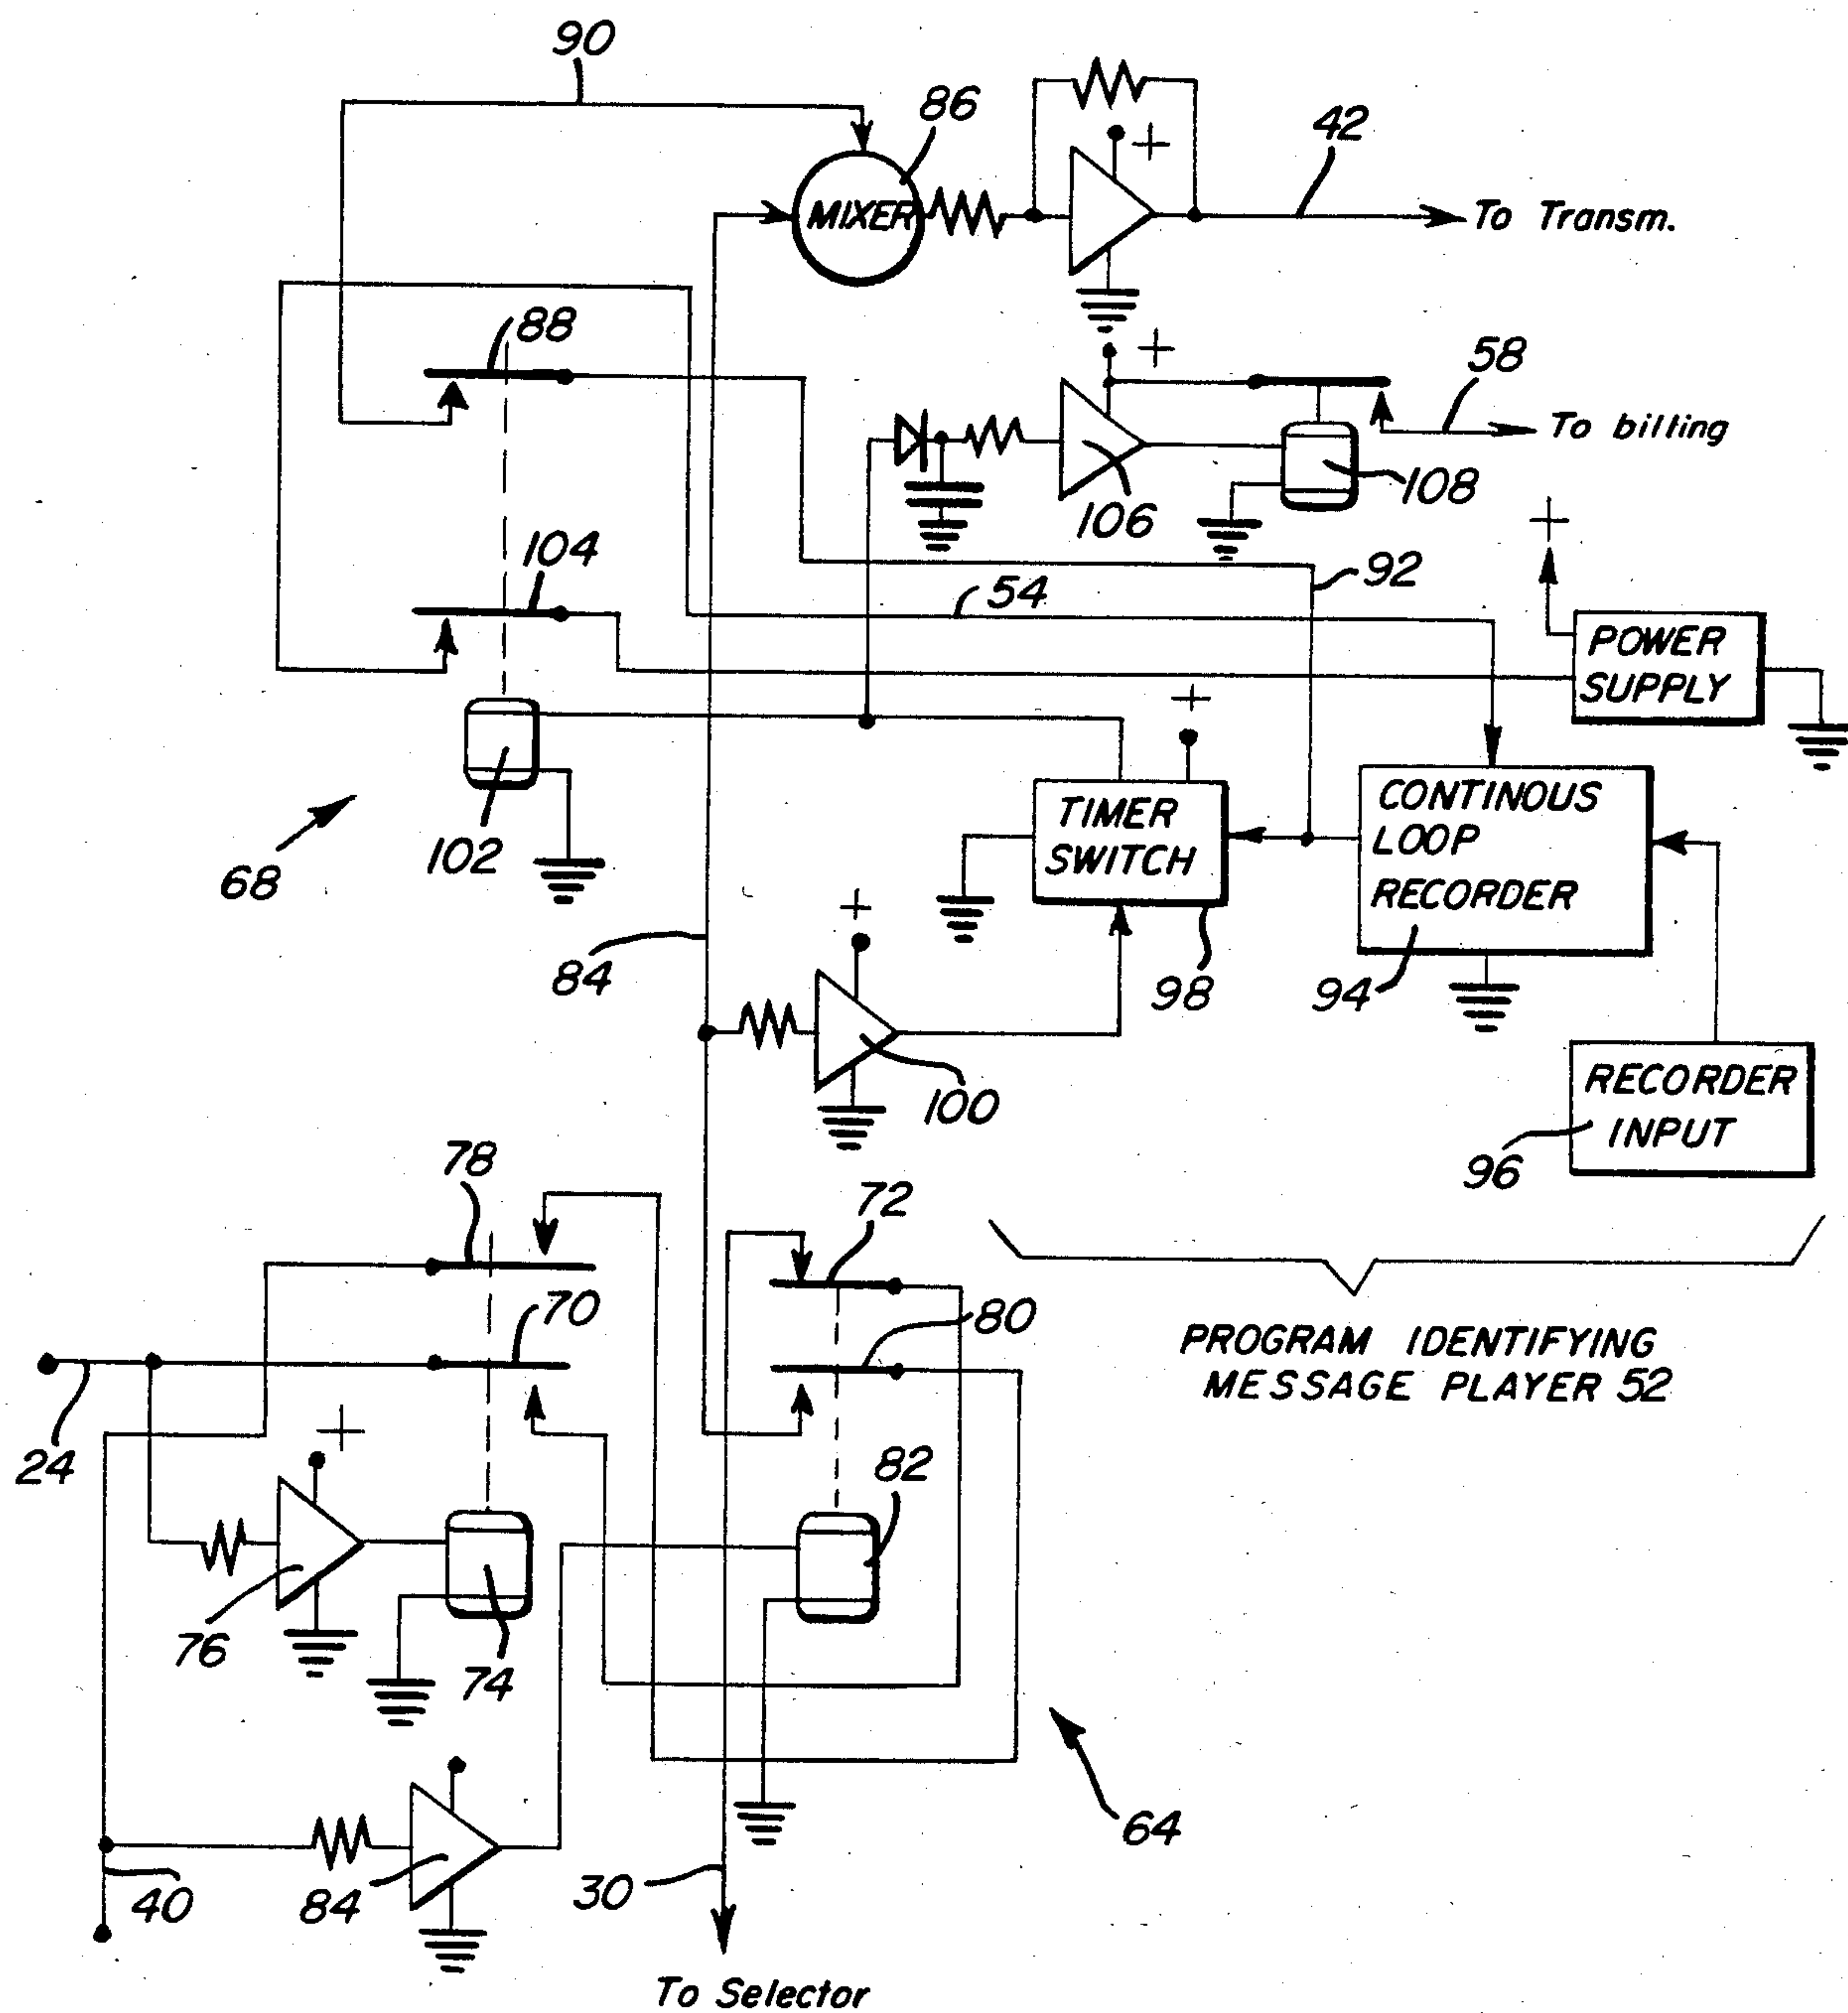 90
86
42
MIXER
+
To Transm.
88
+
58
To billing
108
106
+
104
54
92
POWER
SUPPLY
+
102
68
TIMER
SWITCH
CONTINOUS
LOOP
RECORDER
+
84
98
94
100
RECORDER
INPUT
96
78
72
70
80
PROGRAM IDENTIFYING
MESSAGE PLAYER 52
24
+
82
76
74
64
40
84
30
To Selector